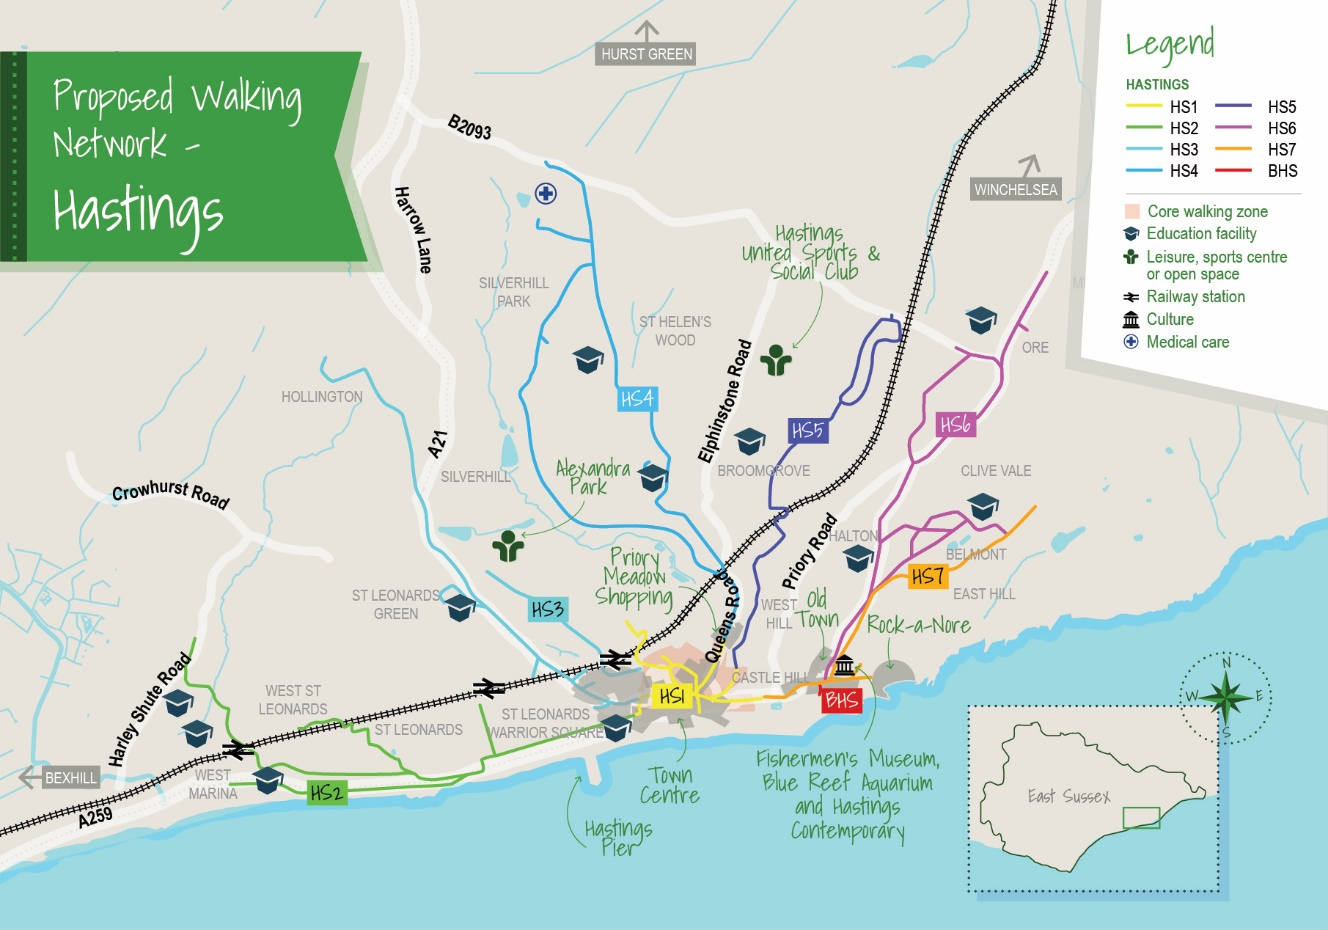 Proposed Walking
Network -
Hastings
HURST GREEN
B2093
Harrow Lane
WINCHELSEA
Legend
HASTINGS
HS1 HS5
HS2 HS6
HS3 HS7
HS4 BHS
Core walking zone
Education facility
Leisure, sports centre
or open space
Railway station
Culture
Medical care
Hastings
United Sports &
Social Club
SILVERHILL
PARK
ST HELEN'S
WOOD
ORE
HOLLINGTON
HS4
Elphinstone Road
HS5
HS6
A21
SILVERHILL
Alexandra
Park
BROOMGROVE
CLIVE VALE
Crowhurst Road
Priory Road
HALTON
BELMONT
Priory
Meadow
Shopping
HS7
EAST HILL
ST LEONARDS
GREEN
HS3
Queens Road
WEST
HILL
Old
Town
Rock-a-Nore
Harley Shute Road
WEST ST
LEONARDS
ST LEONARDS
ST LEONARDS
WARRIOR SQUARE
HS1
CASTLE HILL
BHS
N
W E
S
BEXHILL
WEST
MARINA
HS2
A259
Town
Centre
Hastings
Pier
Fishermen's Museum,
Blue Reef Aquarium
and Hastings
Contemporary
East Sussex